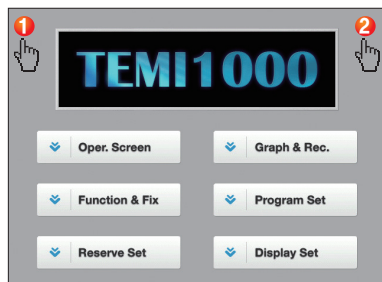 1 2
TEMI1000
Oper. Screen Graph & Rec.
Function & Fix Program Set
Reserve Set Display Set